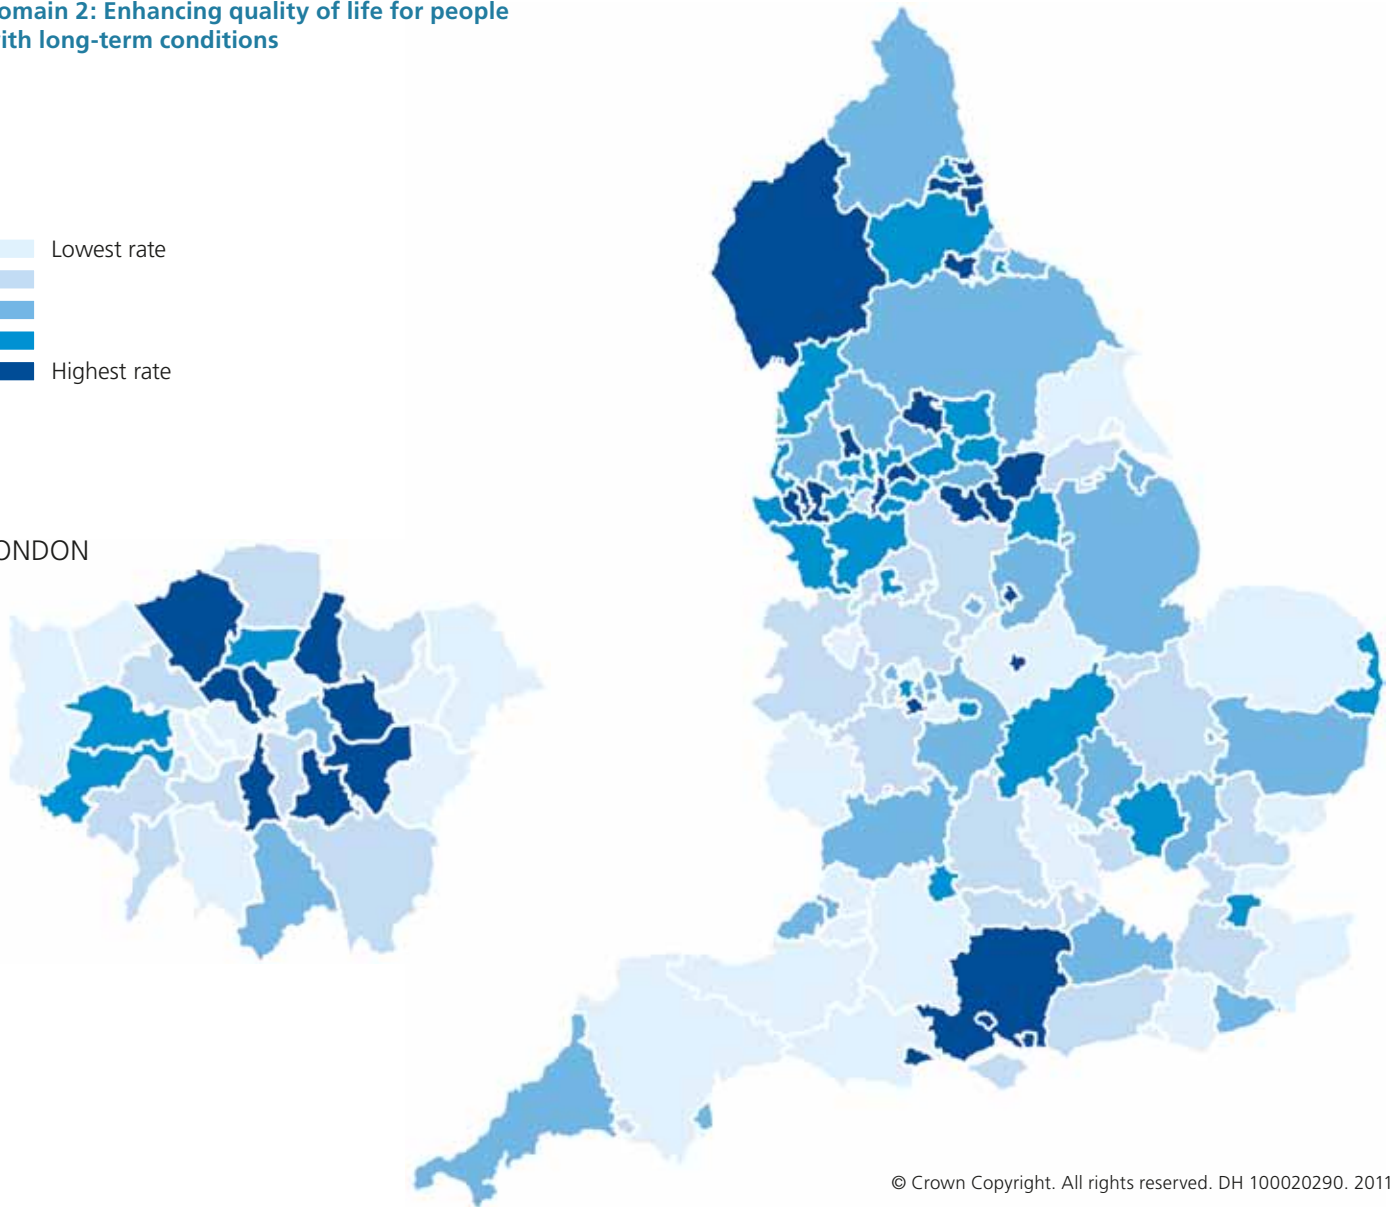 omain 2: Enhancing quality of life for people
ith long-term conditions
Lowest rate
Highest rate
ONDON
© Crown Copyright. All rights reserved. DH 100020290. 2011